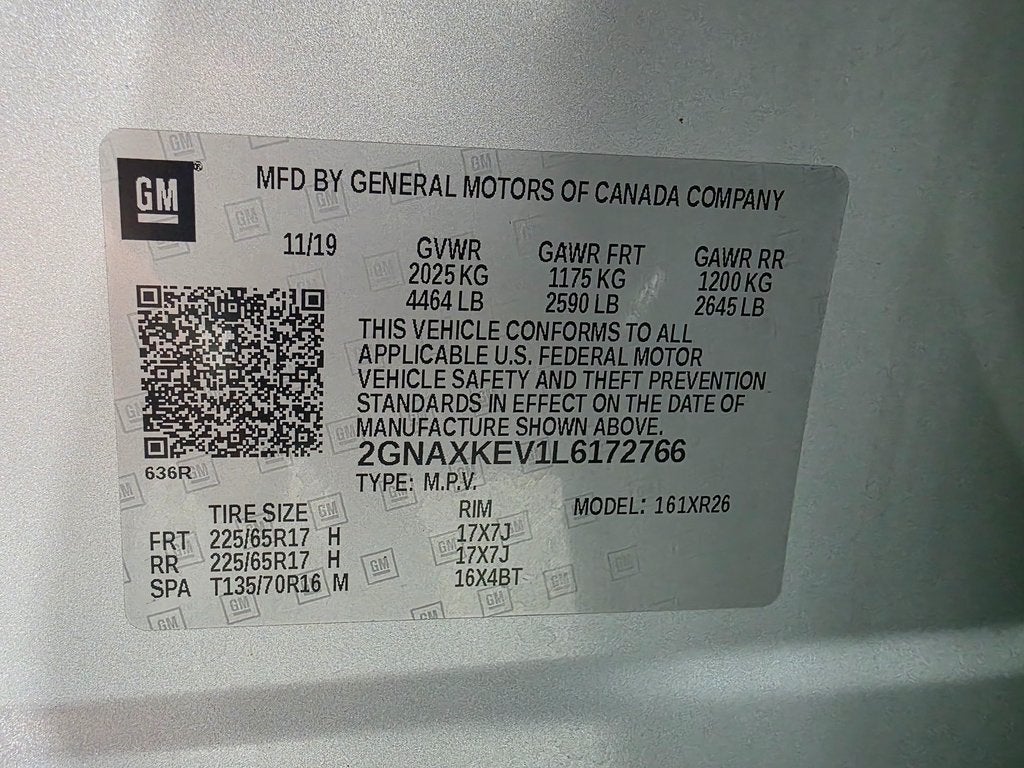 GM®
MFD BY GENERAL MOTORS OF CANADA COMPANY
11/19 GVWR GAWR FRT GAWR RR
2025 KG 1175 KG 1200 KG
4464 LB 2590 LB 2645 LB
THIS VEHICLE CONFORMS TO ALL
APPLICABLE U.S. FEDERAL MOTOR
VEHICLE SAFETY AND THEFT PREVENTION
STANDARDS IN EFFECT ON THE DATE OF
MANUFACTURE SHOWN ABOVE.
2GNAXKEV1L6172766
636R
TYPE: M.P.V.
TIRE SIZE RIM MODEL: 161XR26
FRT 225/65R17 H 17X7J
RR 225/65R17 H 17X7J
SPA T135/70R16 M 16X4BT